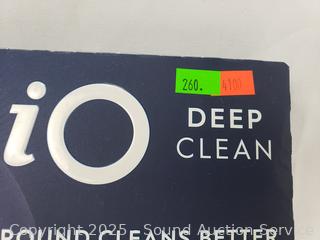 260. 4100
iO DEEP
CLEAN
ROUND CLEANS BETTER
Copyright 2025 - Sound Auction Service